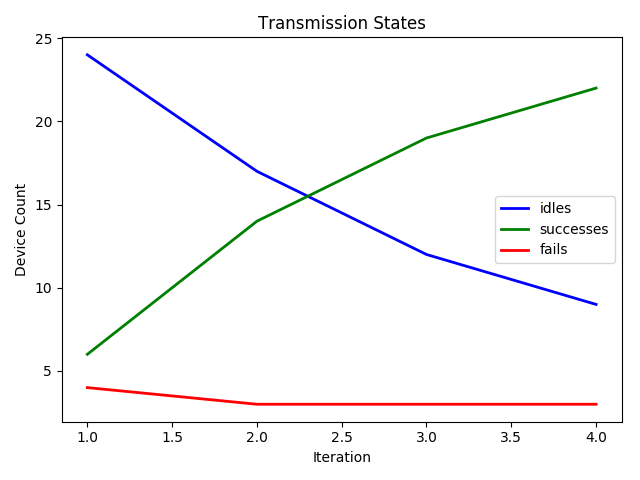 Transmission States
Device Count
25
20
15
10
5
idles
successes
fails
1.0 1.5 2.0 2.5 3.0 3.5 4.0
Iteration